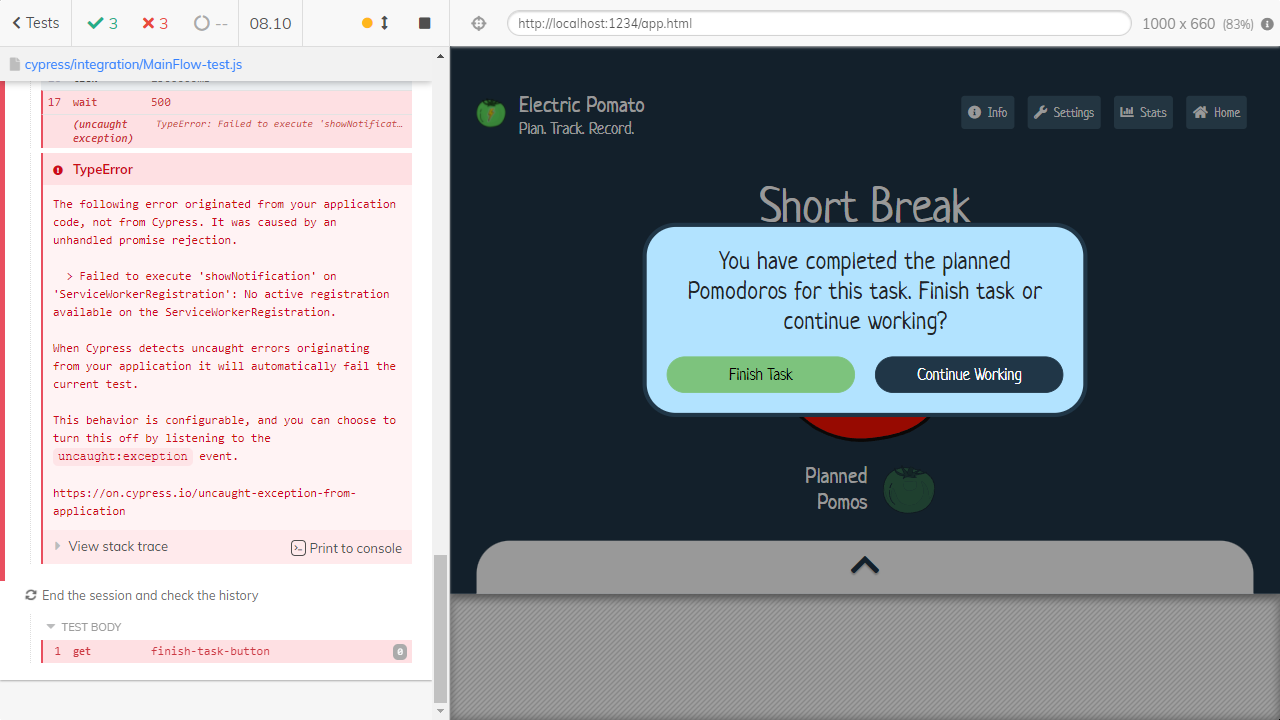 Tests
3
3
--
08.10
http://localhost:1234/app.html
1000 x 660 (83%)
cypress/integration/MainFlow-test.js
17 wait 500
(uncaught exception) TypeError: Failed to execute 'showNotificat…
TypeError
The following error originated from your application
code, not from Cypress. It was caused by an
unhandled promise rejection.
> Failed to execute 'showNotification' on
'ServiceWorkerRegistration': No active registration
available on the ServiceWorkerRegistration.
When Cypress detects uncaught errors originating
from your application it will automatically fail the
current test.
This behavior is configurable, and you can choose to
turn this off by listening to the
uncaught:exception event.
https://on.cypress.io/uncaught-exception-from-
application
View stack trace
Print to console
End the session and check the history
TEST BODY
1 get finish-task-button 0
Electric Pomato
Plan. Track. Record.
Info
Settings
Stats
Home
Short Break
You have completed the planned
Pomodoros for this task. Finish task or
continue working?
Finish Task
Continue Working
Planned
Pomos